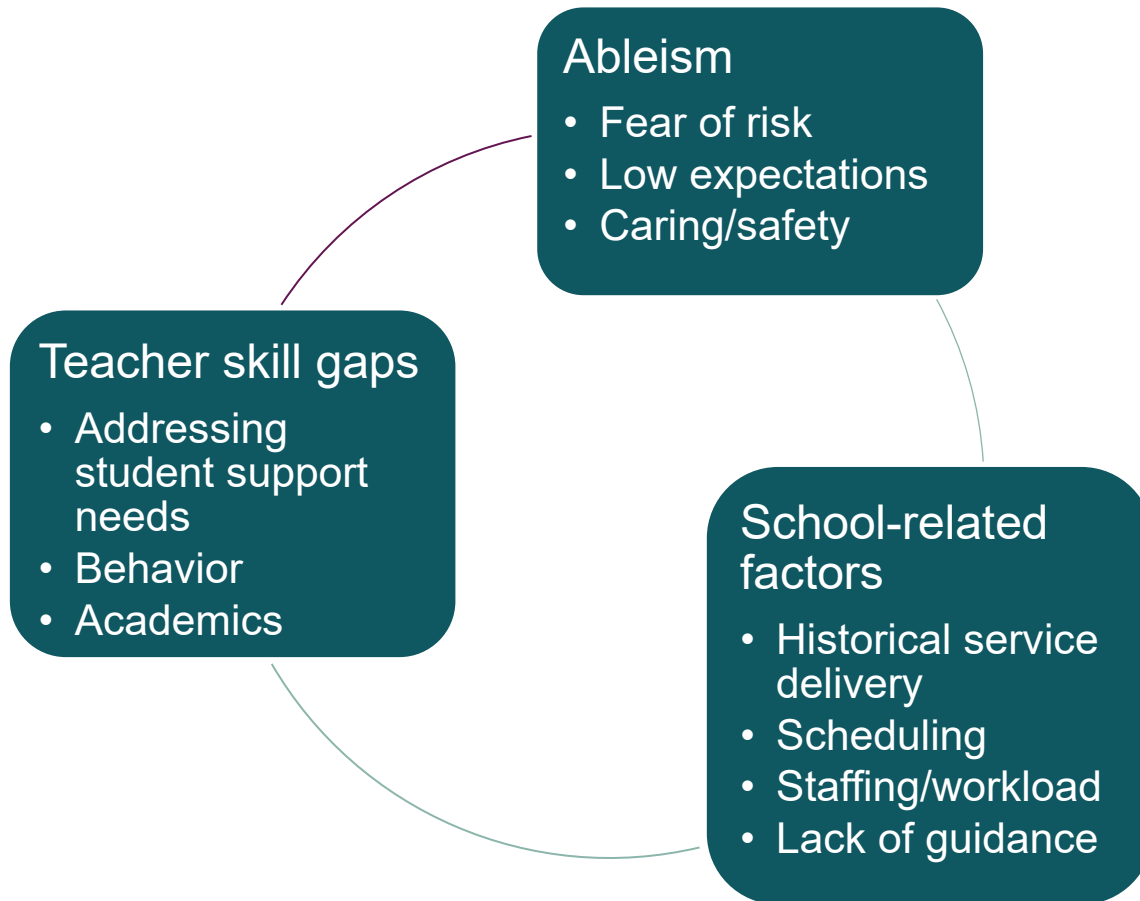 Ableism
• Fear of risk
• Low expectations
• Caring/safety
Teacher skill gaps
• Addressing
student support
needs
• Behavior
• Academics
School-related
factors
• Historical service
delivery
• Scheduling
• Staffing/workload
• Lack of guidance